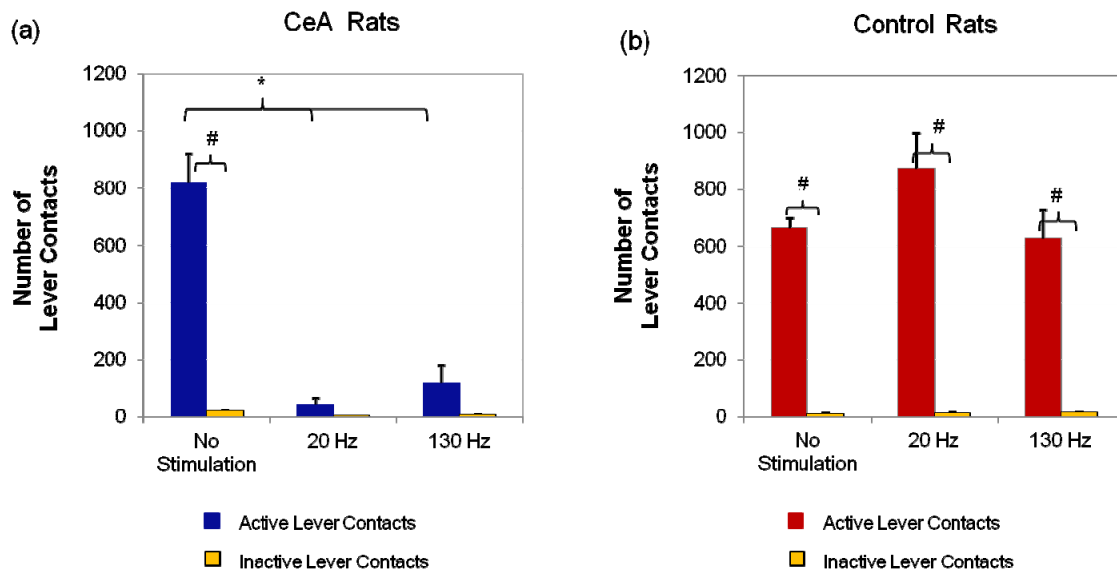 (a)
CeA Rats
1200
1000
800
600
400
200
0
Number of
Lever Contacts
*
#
No
Stimulation
20 Hz
130 Hz
Active Lever Contacts
Inactive Lever Contacts
(b)
Control Rats
1200
1000
800
600
400
200
0
Number of
Lever Contacts
#
#
#
No
Stimulation
20 Hz
130 Hz
Active Lever Contacts
Inactive Lever Contacts